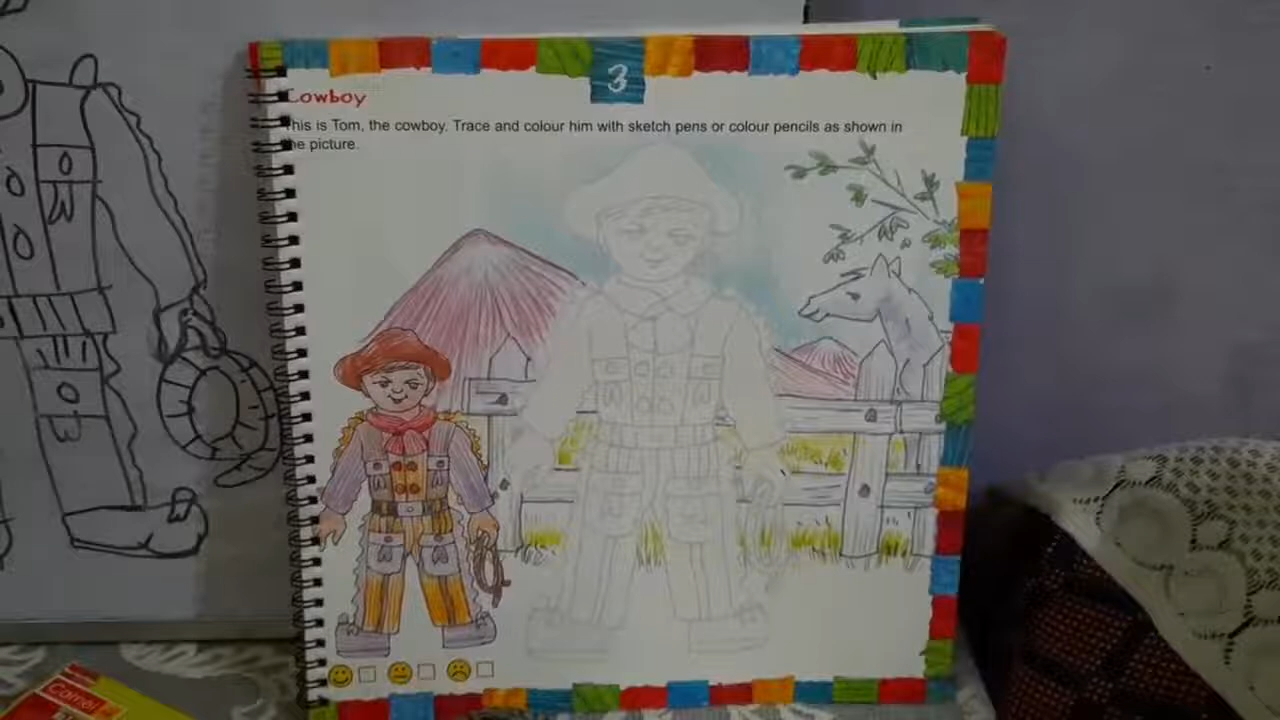 3
Cowboy
This is Tom, the cowboy. Trace and colour him with sketch pens or colour pencils as shown in
the picture.
Camel